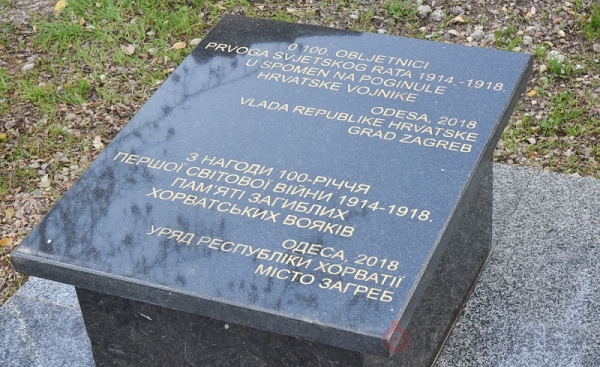 O 100. OBLJETNICI
PRVOGA SVJETSKOG RATA 1914.-1918.
U SPOMEN NA POGINULE
HRVATSKE VOJNIKE
ODESA, 2018
VLADA REPUBLIKE HRVATSKE
GRAD ZAGREB
З НАГОДИ 100-РІЧЧЯ
ПЕРШОЇ СВІТОВОЇ ВІЙНИ 1914-1918.
ПАМ'ЯТІ ЗАГИБЛИХ
ХОРВАТСЬКИХ ВОЯКІВ
ОДЕСА, 2018
УРЯД РЕСПУБЛІКИ ХОРВАТІЇ
МІСТО ЗАГРЕБ